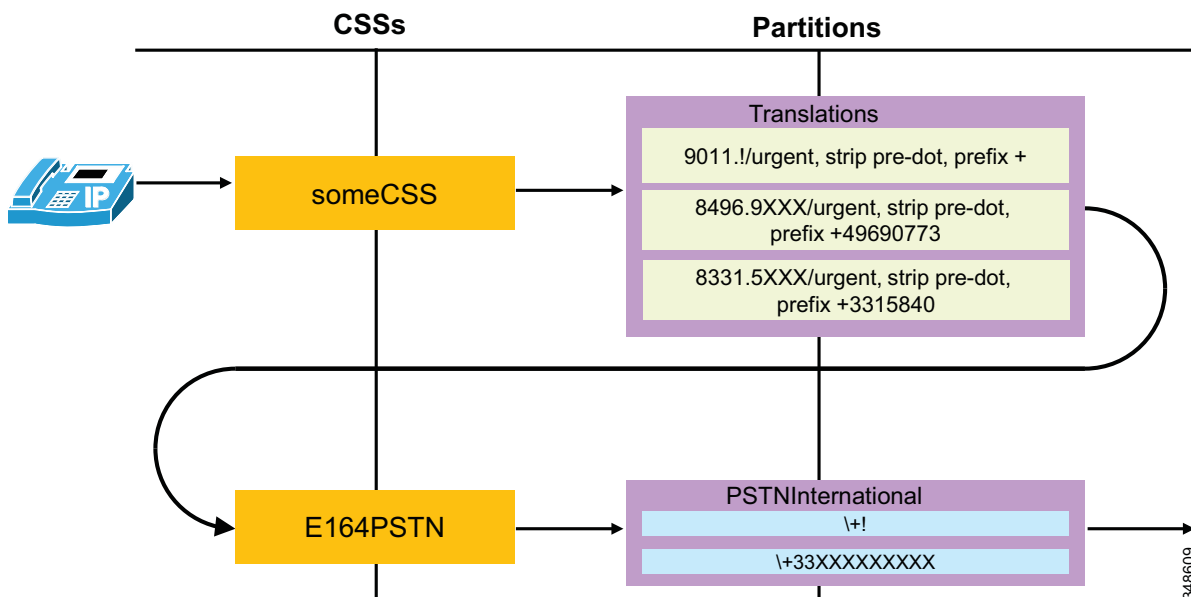 CSSs
Partitions
Translations
9011.!/urgent, strip pre-dot, prefix +
IP
someCSS
8496.9XXX/urgent, strip pre-dot,
prefix +49690773
8331.5XXX/urgent, strip pre-dot,
prefix +3315840
E164PSTN
PSTNInternational
\+!
\+33XXXXXXXXX
348609